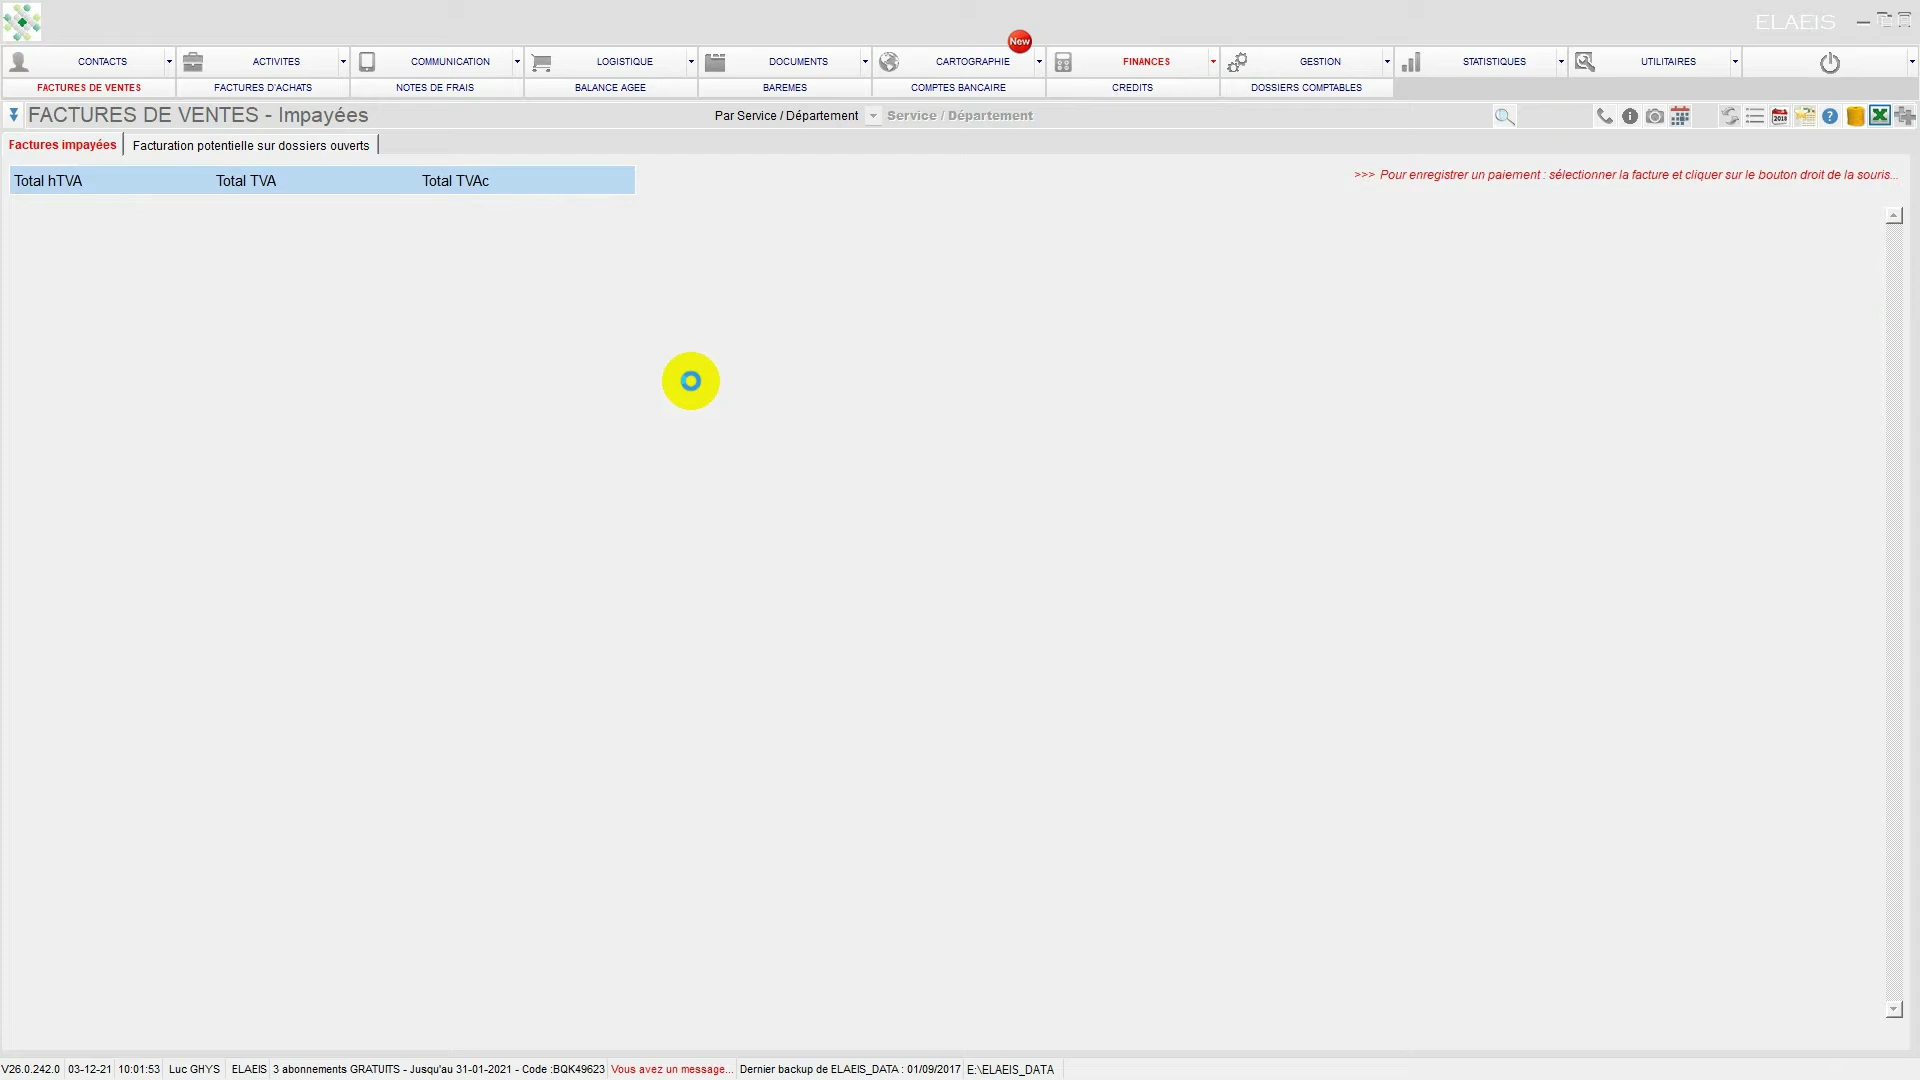 ELAEIS
New
CONTACTS ACTIVITES COMMUNICATION LOGISTIQUE DOCUMENTS CARTOGRAPHIE FINANCES GESTION STATISTIQUES UTILITAIRES
FACTURES DE VENTES FACTURES D'ACHATS NOTES DE FRAIS BALANCE AGEE BAREMES COMPTES BANCAIRE CREDITS DOSSIERS COMPTABLES
FACTURES DE VENTES - Impayées Par Service / Département Service / Département 2018
Factures impayées Facturation potentielle sur dossiers ouverts
Total hTVA Total TVA Total TVAc >>> Pour enregistrer un paiement : sélectionner la facture et cliquer sur le bouton droit de la souris...
V26.0.242.0 03-12-21 10:01:53 Luc GHYS ELAEIS 3 abonnements GRATUITS - Jusqu'au 31-01-2021 - Code :BQK49623 Vous avez un message... Dernier backup de ELAEIS_DATA : 01/09/2017 E:\ELAEIS_DATA